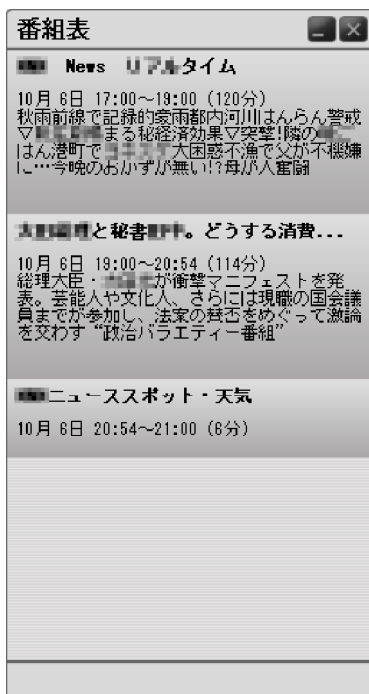 番組表
News リアルタイム
10月 6日 17:00～19:00 (120分)
秋雨前線で記録的豪雨都内河川はんらん警戒
▽まる秘経済効果▽突撃!隣の
はん港町で大困惑不漁で父が不機嫌
に…今晩のおかずが無い!?母が人奮闘
と秘書。どうする消費...
10月 6日 19:00～20:54 (114分)
総理大臣・が衝撃マニフェストを発
表。芸能人や文化人、さらには現職の国会議
員までが参加し、法案の賛否をめぐって激論
を交わす“政治バラエティー番組”
ニューススポット・天気
10月 6日 20:54～21:00 (6分)